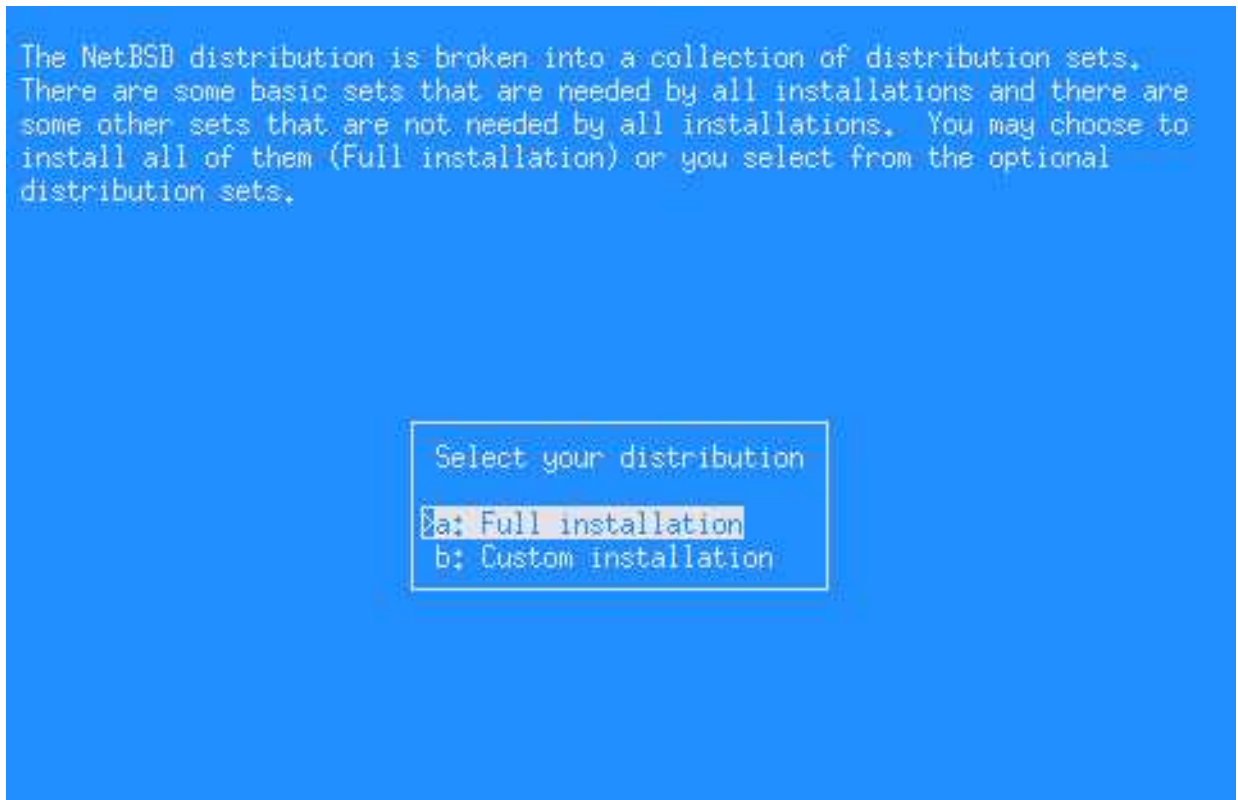 The NetBSD distribution is broken into a collection of distribution sets.
There are some basic sets that are needed by all installations and there are
some other sets that are not needed by all installations.  You may choose to
install all of them (Full installation) or you select from the optional
distribution sets.
Select your distribution
>a: Full installation
b: Custom installation